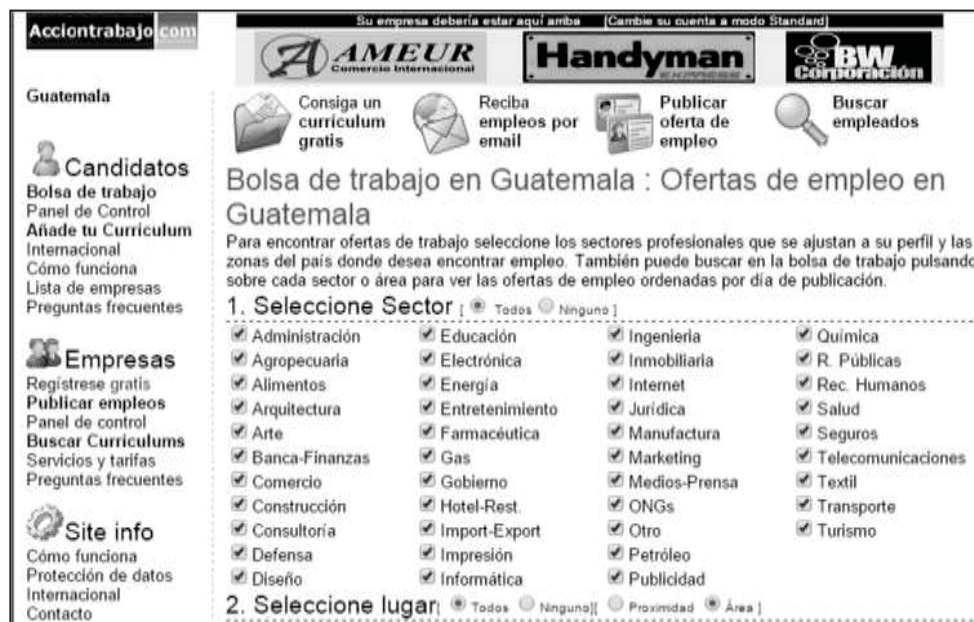 Acciontrabajo com
Su empresa debería estar aquí arriba [Cambie su cuenta a modo Standard]
A AMEUR
Comercio Internacional
Handyman
EXPRESS
BW
Corporación
Guatemala
Consiga un
curriculum
gratis
Reciba
empleos por
email
Publicar
oferta de
empleo
Buscar
empleados
Candidatos
Bolsa de trabajo
Panel de Control
Añade tu Curriculum
Internacional
Cómo funciona
Lista de empresas
Preguntas frecuentes
Empresas
Regístrese gratis
Publicar empleos
Panel de control
Buscar Curriculums
Servicios y tarifas
Preguntas frecuentes
Site info
Cómo funciona
Protección de datos
Internacional
Contacto
Bolsa de trabajo en Guatemala : Ofertas de empleo en
Guatemala
Para encontrar ofertas de trabajo seleccione los sectores profesionales que se ajustan a su perfil y las
zonas del país donde desea encontrar empleo. También puede buscar en la bolsa de trabajo pulsando
sobre cada sector o área para ver las ofertas de empleo ordenadas por día de publicación.
1. Seleccione Sector [ Todos Ninguno ]
Administración Educación Ingenieria Química
Agropecuaria Electrónica Inmobiliaria R. Públicas
Alimentos Energía Internet Rec. Humanos
Arquitectura Entretenimiento Jurídica Salud
Arte Farmacéutica Manufactura Seguros
Banca-Finanzas Gas Marketing Telecomunicaciones
Comercio Gobierno Medios-Prensa Textil
Construcción Hotel-Rest. ONGs Transporte
Consultoría Import-Export Otro Turismo
Defensa Impresión Petróleo
Diseño Informática Publicidad
2. Seleccione lugar[ Todos Ninguno][ Proximidad Área ]